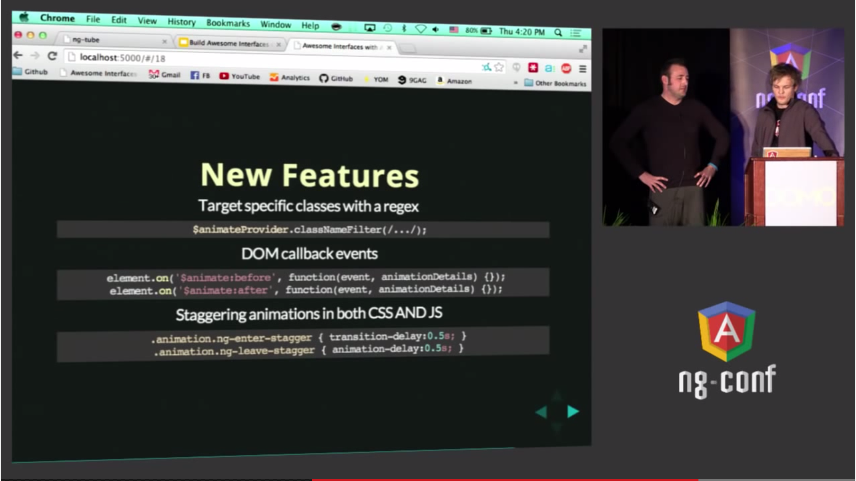 Chrome File Edit View History Bookmarks Window Help 80% Thu 4:20 PM
ng-tube
Build Awesome Interfaces
Awesome Interfaces with
localhost:5000/#/18
Github Awesome Interfaces Gmail FB YouTube Analytics GitHub YOM 9GAG Amazon » Other Bookmarks
New Features
Target specific classes with a regex
$animateProvider.classNameFilter(/.../);
DOM callback events
element.on('$animate:before', function(event, animationDetails) {});
element.on('$animate:after', function(event, animationDetails) {});
Staggering animations in both CSS AND JS
.animation.ng-enter-stagger { transition-delay:0.5s; }
.animation.ng-leave-stagger { animation-delay:0.5s; }
ng-conf
DOMO
A
ng-conf